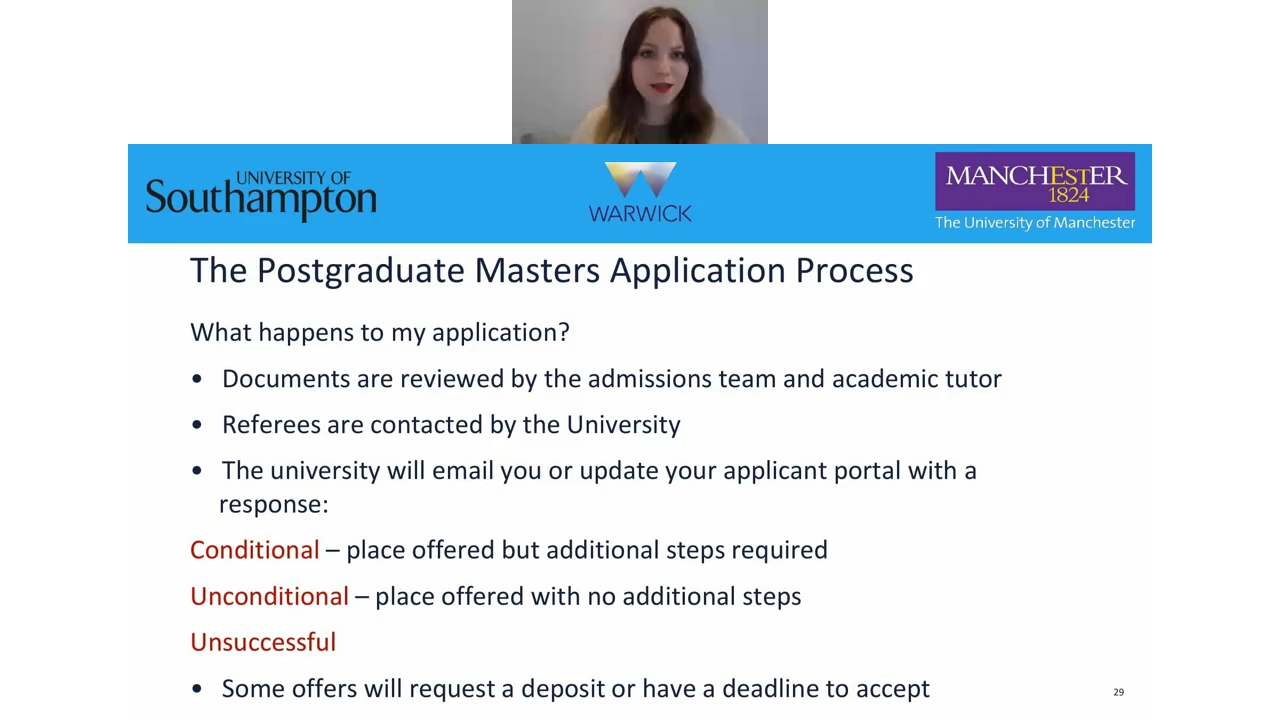 UNIVERSITY OF
Southampton
WARWICK
MANCHESTER
1824
The University of Manchester
The Postgraduate Masters Application Process
What happens to my application?
• Documents are reviewed by the admissions team and academic tutor
• Referees are contacted by the University
• The university will email you or update your applicant portal with a
response:
Conditional – place offered but additional steps required
Unconditional – place offered with no additional steps
Unsuccessful
• Some offers will request a deposit or have a deadline to accept
29